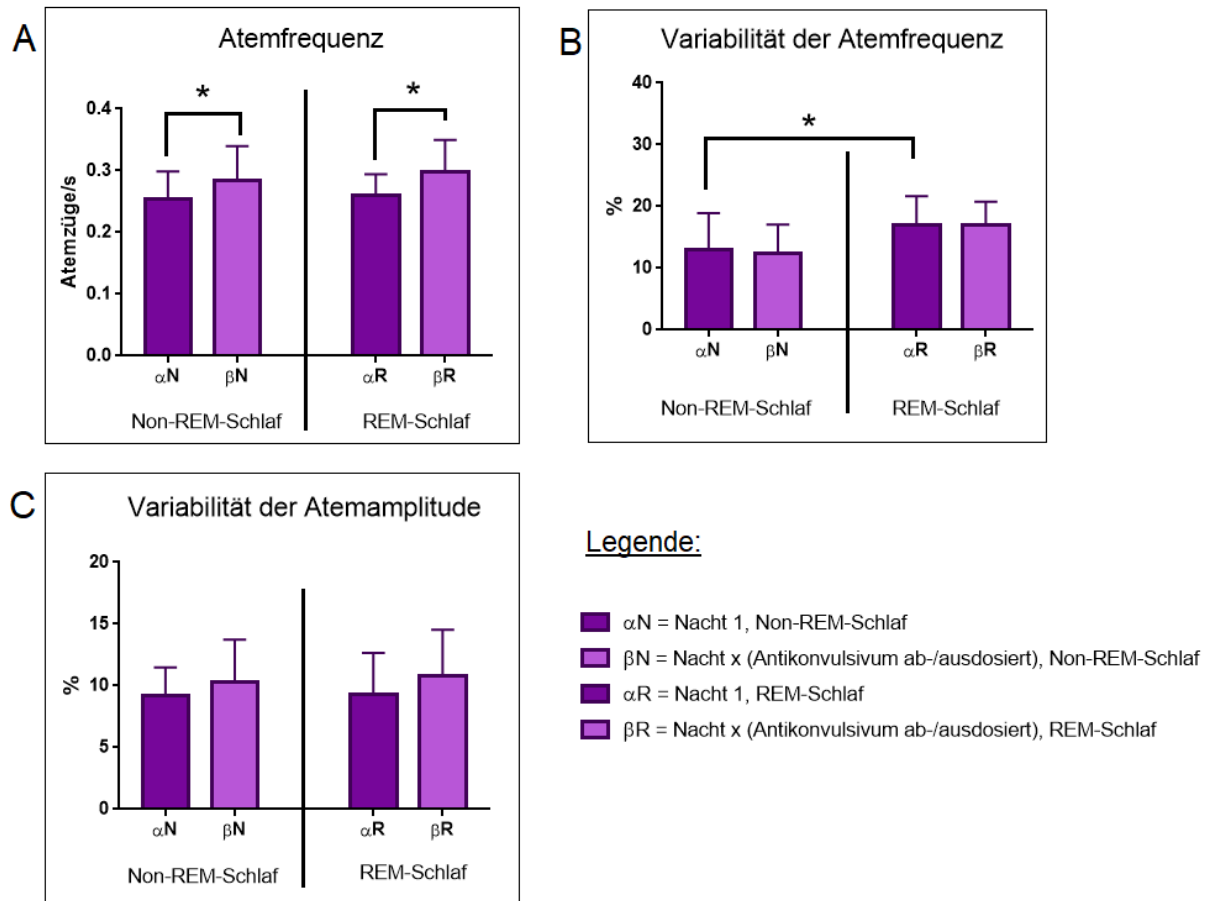 A
Atemfrequenz
Atemzüge/s
0.4
0.3
0.2
0.1
0.0
*
*
αN
βN
αR
βR
Non-REM-Schlaf
REM-Schlaf
B
Variabilität der Atemfrequenz
%
40
30
20
10
0
*
αN
βN
αR
βR
Non-REM-Schlaf
REM-Schlaf
C
Variabilität der Atemamplitude
%
20
15
10
5
0
αN
βN
αR
βR
Non-REM-Schlaf
REM-Schlaf
Legende:
αN = Nacht 1, Non-REM-Schlaf
βN = Nacht x (Antikonvulsivum ab-/ausdosiert), Non-REM-Schlaf
αR = Nacht 1, REM-Schlaf
βR = Nacht x (Antikonvulsivum ab-/ausdosiert), REM-Schlaf